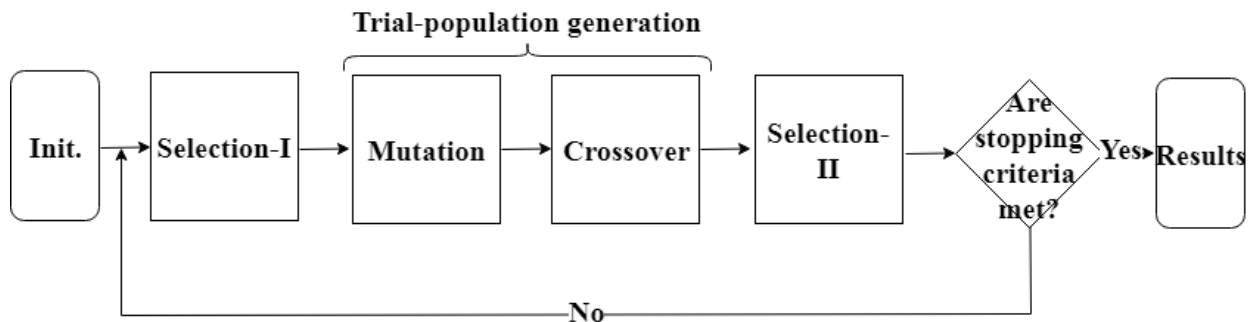 Trial-population generation
Init.
Selection-I
Mutation
Crossover
Selection-
II
Are
stopping
criteria
met?
Yes
Results
No